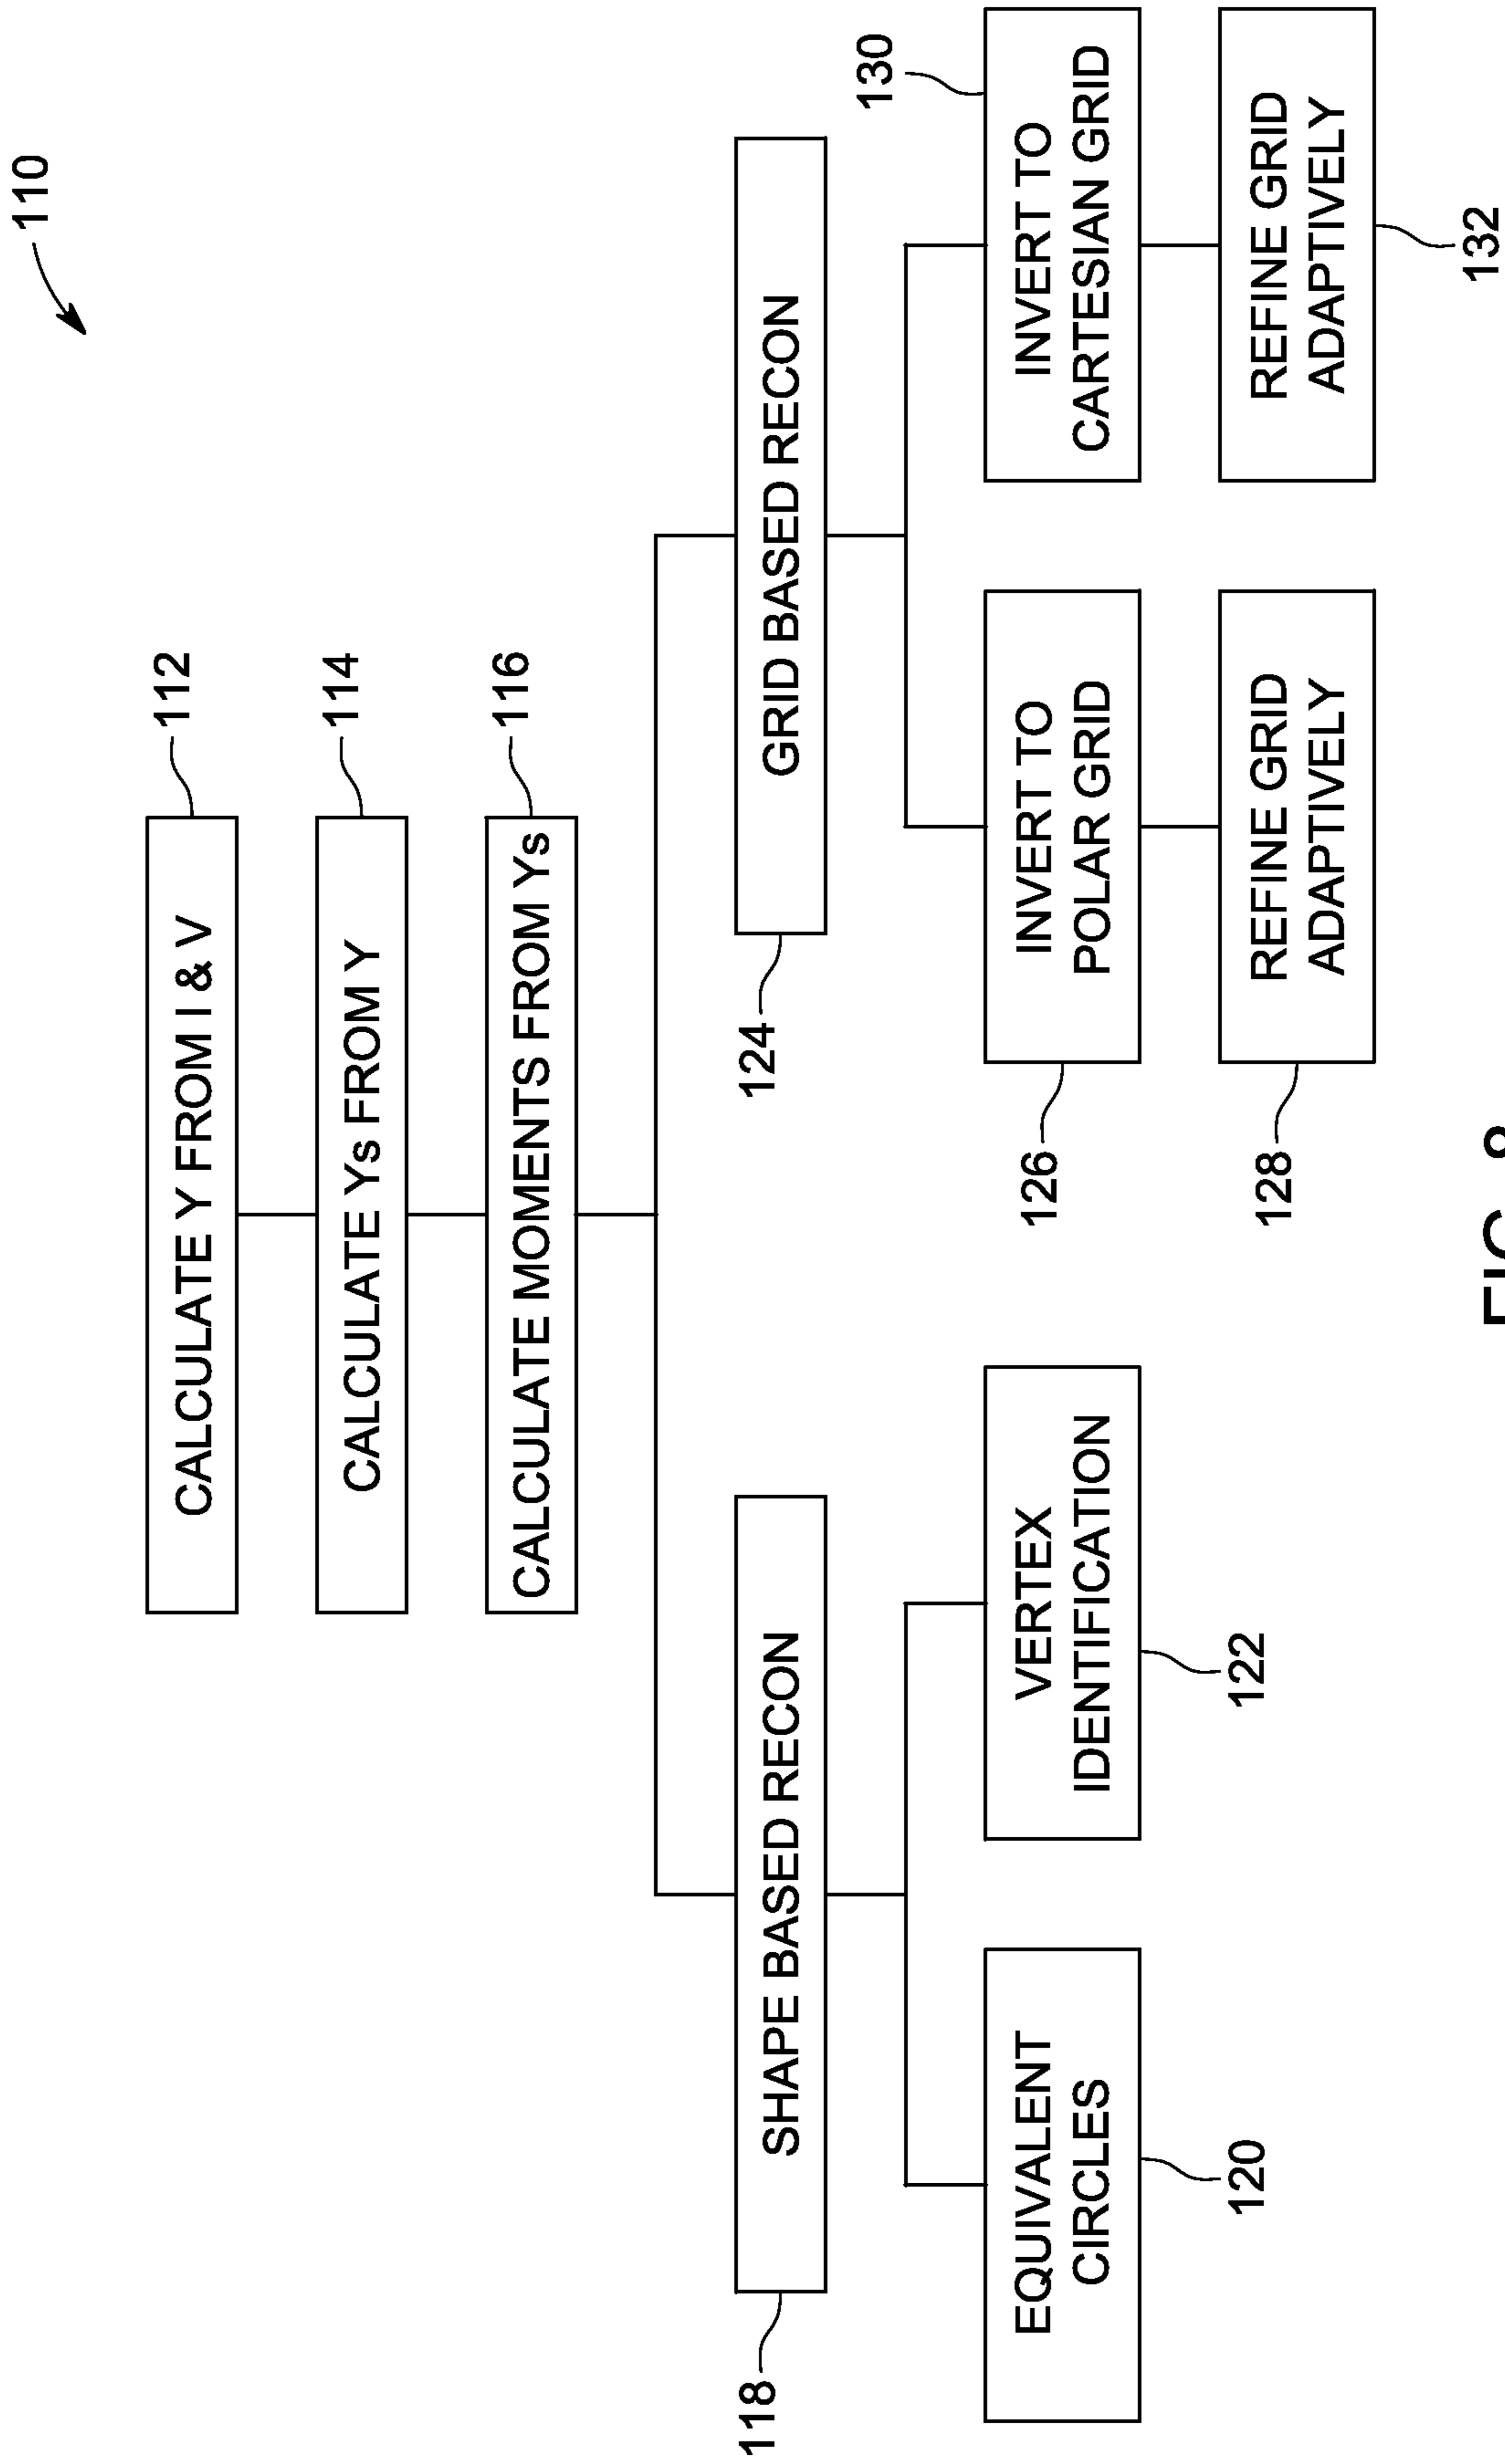 110
CALCULATE Y FROM I & V
112
CALCULATE Ys FROM Y
114
CALCULATE MOMENTS FROM Ys
116
118
SHAPE BASED RECON
124
GRID BASED RECON
EQUIVALENT
CIRCLES
120
VERTEX
IDENTIFICATION
122
126
INVERT TO
POLAR GRID
130
INVERT TO
CARTESIAN GRID
128
REFINE GRID
ADAPTIVELY
REFINE GRID
ADAPTIVELY
132
FIG. 8